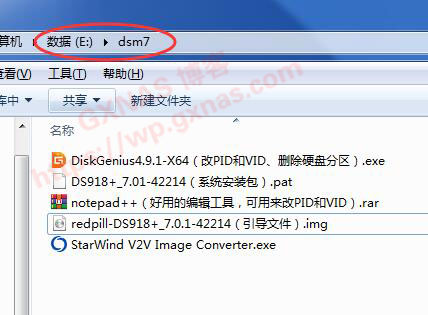 算机 ▸ 数据 (E:) ▸ dsm7
查看(V) 工具(T) 帮助(H)
库中 ▼ 共享 ▼ 新建文件夹
名称
DiskGenius4.9.1-X64（改PID和VID、删除硬盘分区）.exe
DS918+_7.01-42214（系统安装包）.pat
notepad++（好用的编辑工具，可用来改PID和VID）.rar
redpill-DS918+_7.0.1-42214（引导文件）.img
StarWind V2V Image Converter.exe
GXNAS 博客
https://wp.gxnas.com